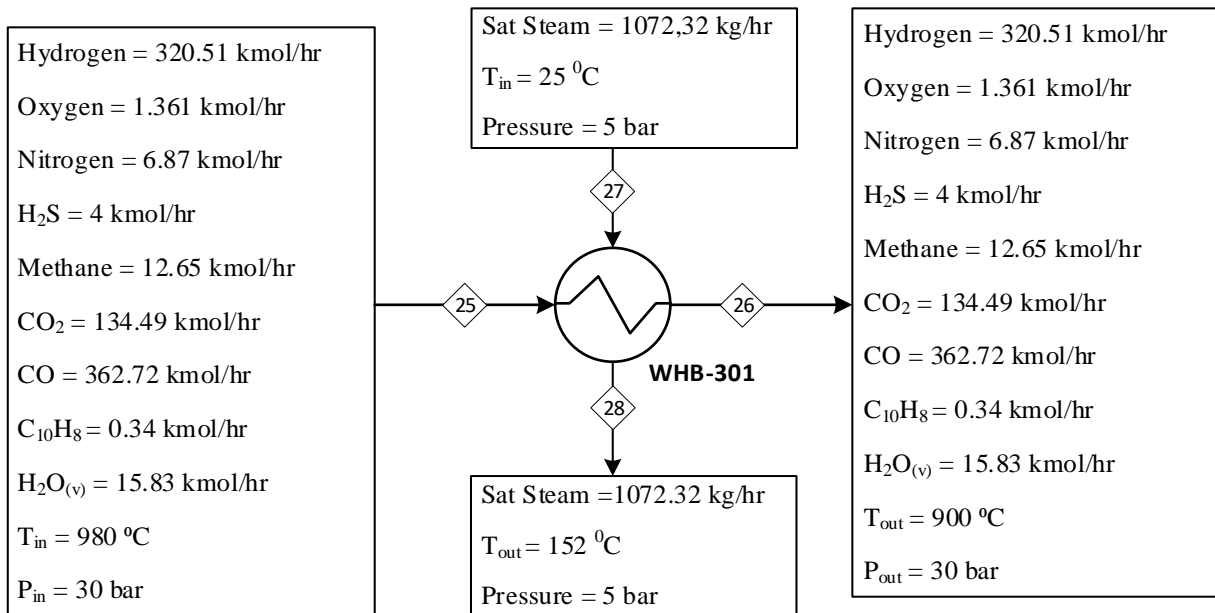 Hydrogen = 320.51 kmol/hr
Oxygen = 1.361 kmol/hr
Nitrogen = 6.87 kmol/hr
H₂S = 4 kmol/hr
Methane = 12.65 kmol/hr
CO₂ = 134.49 kmol/hr
CO = 362.72 kmol/hr
C₁₀H₈ = 0.34 kmol/hr
H₂O₍ᵥ₎ = 15.83 kmol/hr
Tᵢₙ = 980 ⁰C
Pᵢₙ = 30 bar
25
Sat Steam = 1072,32 kg/hr
Tᵢₙ = 25 ⁰C
Pressure = 5 bar
27
WHB-301
28
Sat Steam =1072.32 kg/hr
Tₒᵤₜ = 152 ⁰C
Pressure = 5 bar
26
Hydrogen = 320.51 kmol/hr
Oxygen = 1.361 kmol/hr
Nitrogen = 6.87 kmol/hr
H₂S = 4 kmol/hr
Methane = 12.65 kmol/hr
CO₂ = 134.49 kmol/hr
CO = 362.72 kmol/hr
C₁₀H₈ = 0.34 kmol/hr
H₂O₍ᵥ₎ = 15.83 kmol/hr
Tₒᵤₜ = 900 ⁰C
Pₒᵤₜ = 30 bar